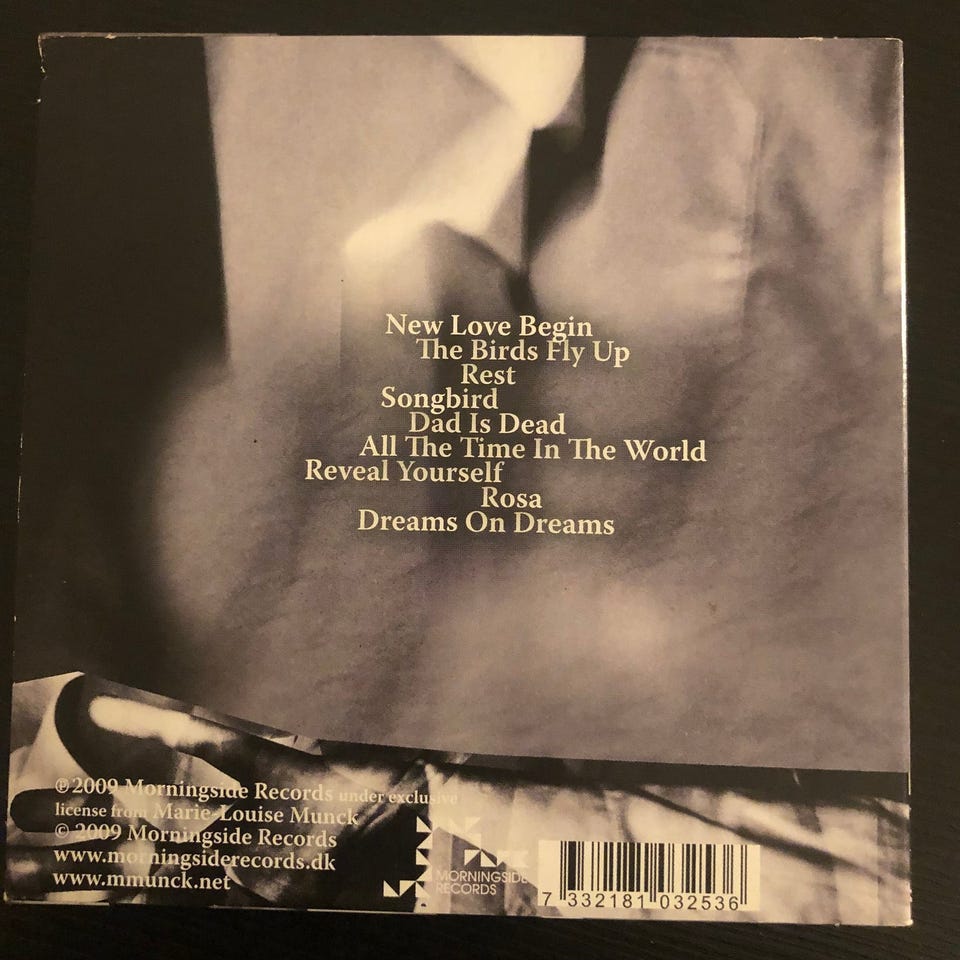 New Love Begin
The Birds Fly Up
Rest
Songbird
Dad Is Dead
All The Time In The World
Reveal Yourself
Rosa
Dreams On Dreams
℗2009 Morningside Records under exclusive
license from Marie-Louise Munck
© 2009 Morningside Records
www.morningsiderecords.dk
www.mmunck.net
MORNINGSIDE
RECORDS
7 332181 032536